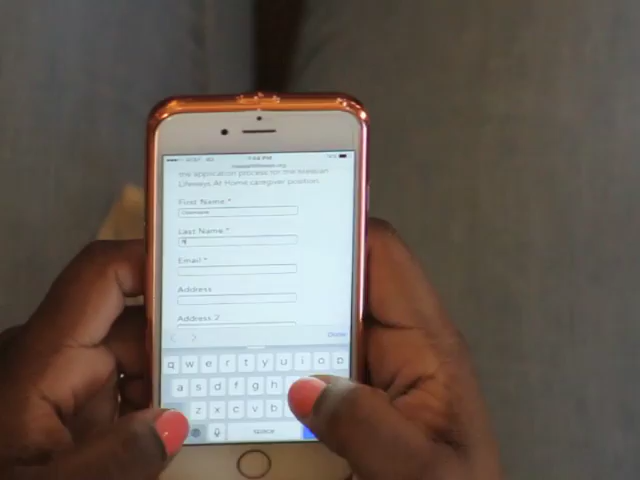 the application process for the
Lifeways At Home caregiver position.
First Name *
Last Name *
Email *
Address
Address 2
Done
q w e r t y u i o p
a s d f g h
z x c v b
space